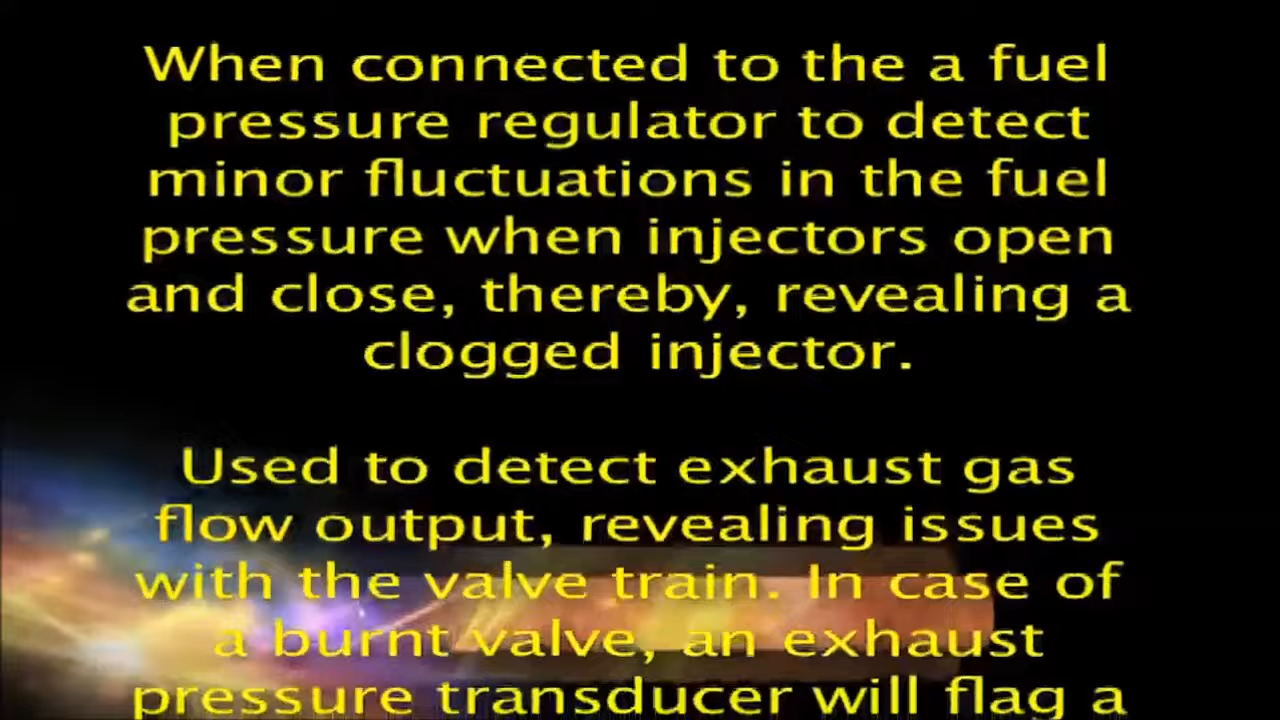 When connected to the a fuel
pressure regulator to detect
minor fluctuations in the fuel
pressure when injectors open
and close, thereby, revealing a
clogged injector.
Used to detect exhaust gas
flow output, revealing issues
with the valve train. In case of
a burnt valve, an exhaust
pressure transducer will flag a